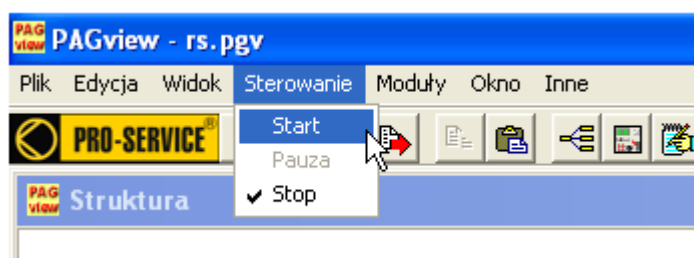 PAG view PAGview - rs.pgv
Plik Edycja Widok Sterowanie Moduły Okno Inne
PRO-SERVICE®
Start
Pauza
Stop
PAG view Struktura